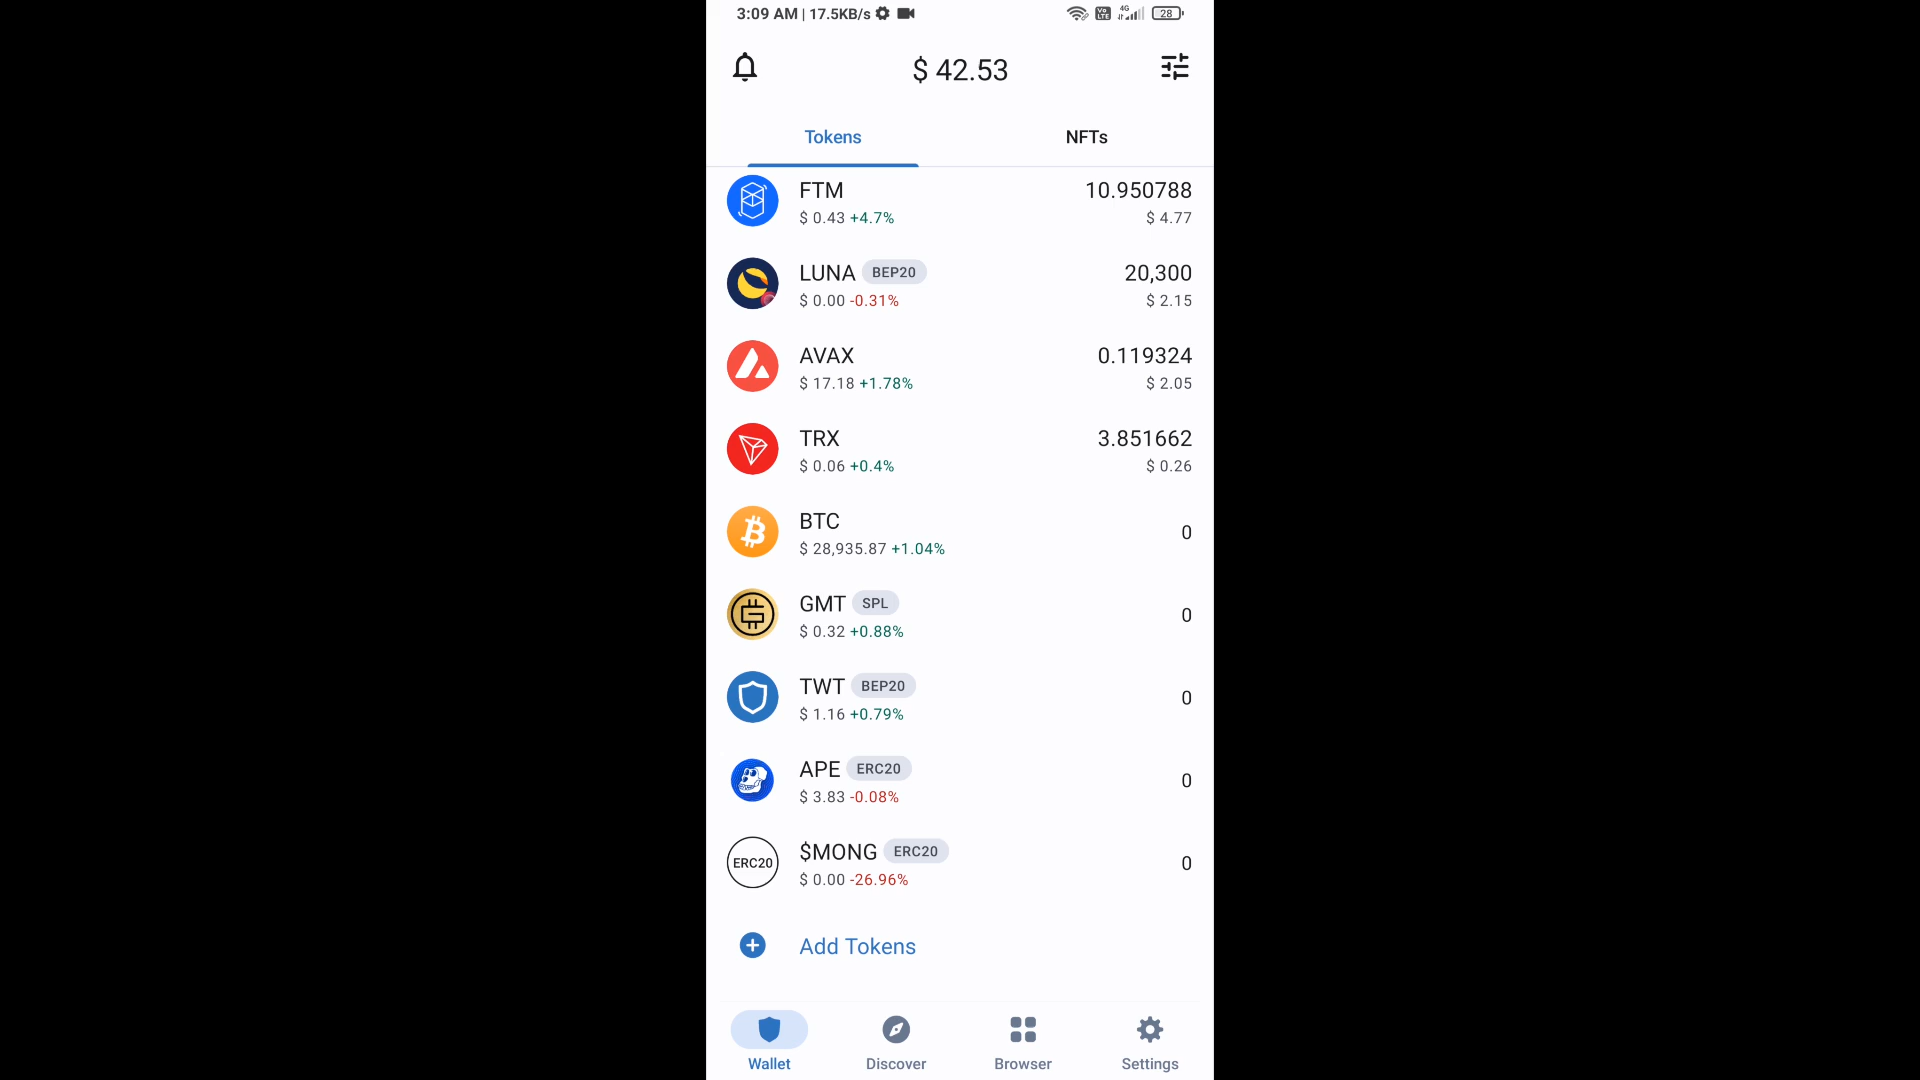 3:09 AM | 17.5KB/s
Vo LTE 4G 28
$ 42.53
Tokens NFTs
FTM 10.950788
$ 0.43 +4.7% $ 4.77
LUNA BEP20 20,300
$ 0.00 -0.31% $ 2.15
AVAX 0.119324
$ 17.18 +1.78% $ 2.05
TRX 3.851662
$ 0.06 +0.4% $ 0.26
BTC 0
$ 28,935.87 +1.04%
GMT SPL 0
$ 0.32 +0.88%
TWT BEP20 0
$ 1.16 +0.79%
APE ERC20 0
$ 3.83 -0.08%
ERC20 $MONG ERC20 0
$ 0.00 -26.96%
Add Tokens
Wallet Discover Browser Settings